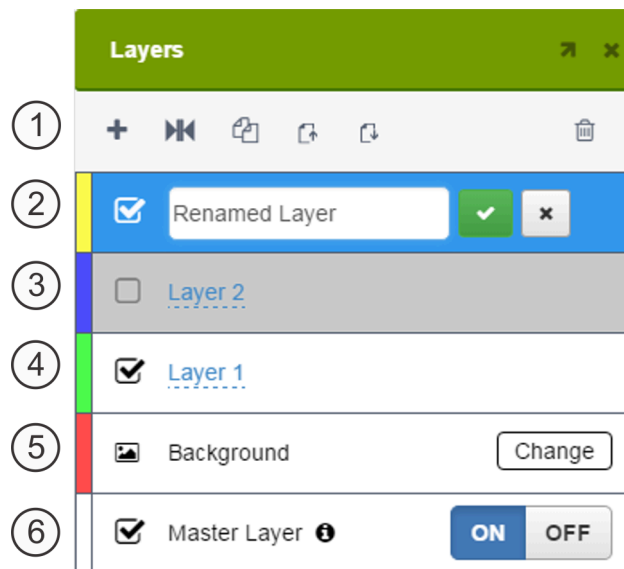 Layers
1
2 Renamed Layer
3 Layer 2
4 Layer 1
5 Background Change
6 Master Layer ON OFF